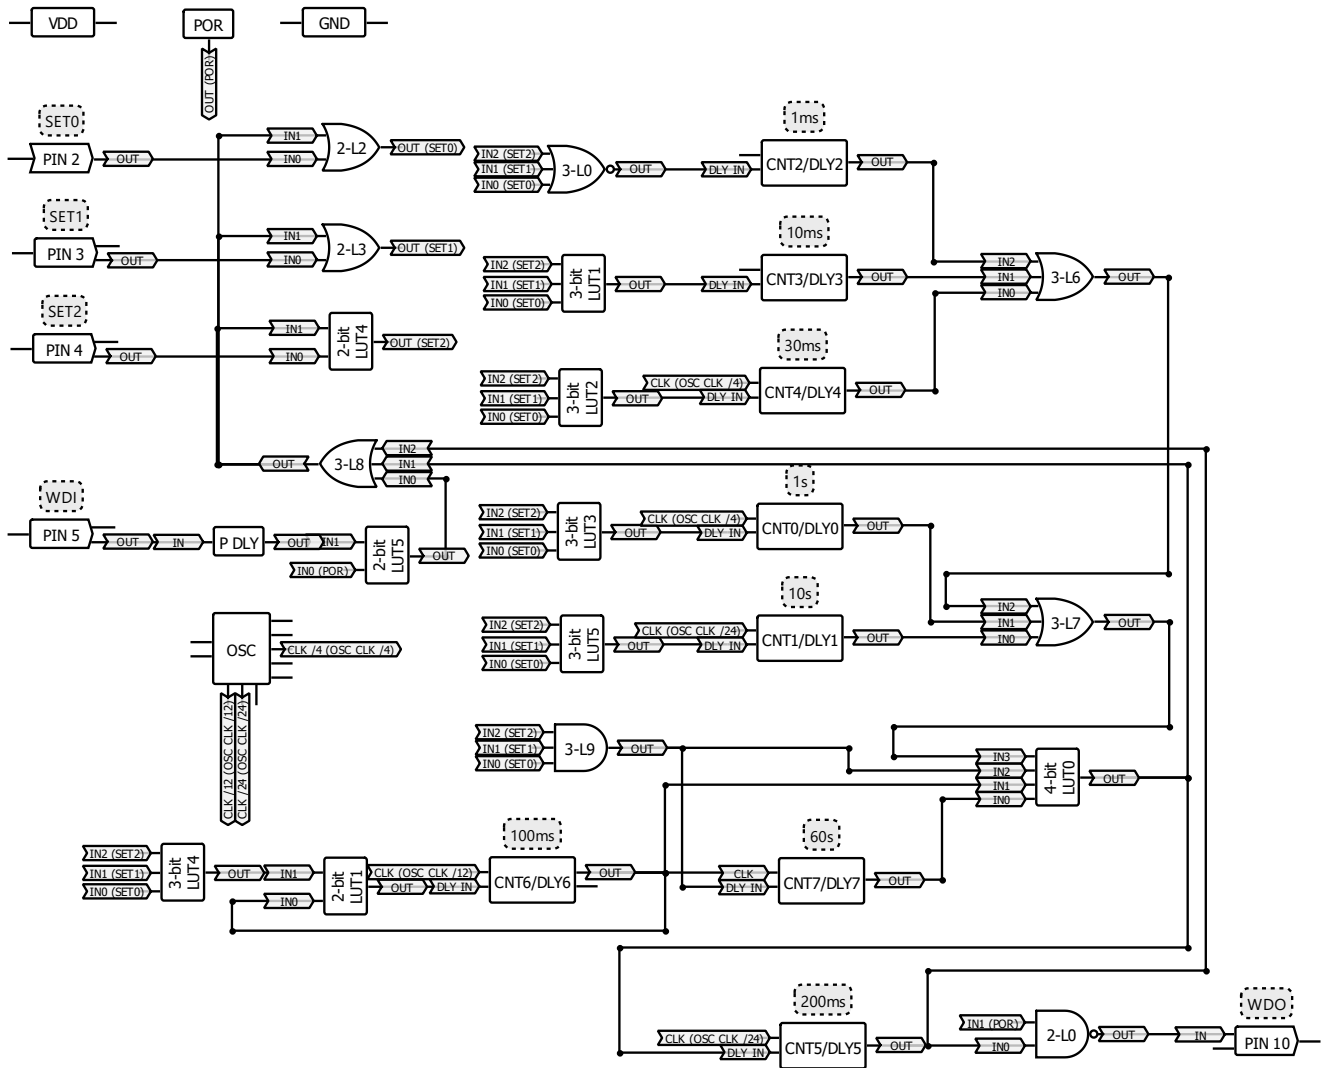 VDD
POR
GND
OUT (POR)
SET0
PIN 2
OUT
IN1
IN0
2-L2
OUT (SET0)
IN2 (SET2)
IN1 (SET1)
IN0 (SET0)
3-L0
OUT
DLY IN
1ms
CNT2/DLY2
OUT
SET1
PIN 3
OUT
IN1
IN0
2-L3
OUT (SET1)
IN2 (SET2)
IN1 (SET1)
IN0 (SET0)
3-bit
LUT1
OUT
DLY IN
10ms
CNT3/DLY3
OUT
IN2
IN1
IN0
3-L6
OUT
SET2
PIN 4
OUT
IN1
IN0
2-bit
LUT4
OUT (SET2)
IN2 (SET2)
IN1 (SET1)
IN0 (SET0)
3-bit
LUT2
OUT
CLK (OSC CLK /4)
DLY IN
30ms
CNT4/DLY4
OUT
OUT
3-L8
IN2
IN1
IN0
WDI
PIN 5
OUT
IN
P DLY
OUT
IN1
IN0 (POR)
2-bit
LUT5
OUT
IN2 (SET2)
IN1 (SET1)
IN0 (SET0)
3-bit
LUT3
OUT
CLK (OSC CLK /4)
DLY IN
1s
CNT0/DLY0
OUT
OSC
CLK /4 (OSC CLK /4)
CLK /12 (OSC CLK /12)
CLK /24 (OSC CLK /24)
IN2 (SET2)
IN1 (SET1)
IN0 (SET0)
3-bit
LUT5
OUT
CLK (OSC CLK /24)
DLY IN
10s
CNT1/DLY1
OUT
IN2
IN1
IN0
3-L7
OUT
IN2 (SET2)
IN1 (SET1)
IN0 (SET0)
3-L9
OUT
IN3
IN2
IN1
IN0
4-bit
LUT0
OUT
IN2 (SET2)
IN1 (SET1)
IN0 (SET0)
3-bit
LUT4
OUT
IN1
IN0
2-bit
LUT1
CLK (OSC CLK /12)
OUT
DLY IN
100ms
CNT6/DLY6
OUT
CLK
DLY IN
60s
CNT7/DLY7
OUT
CLK (OSC CLK /24)
DLY IN
200ms
CNT5/DLY5
OUT
IN1 (POR)
IN0
2-L0
OUT
IN
WDO
PIN 10